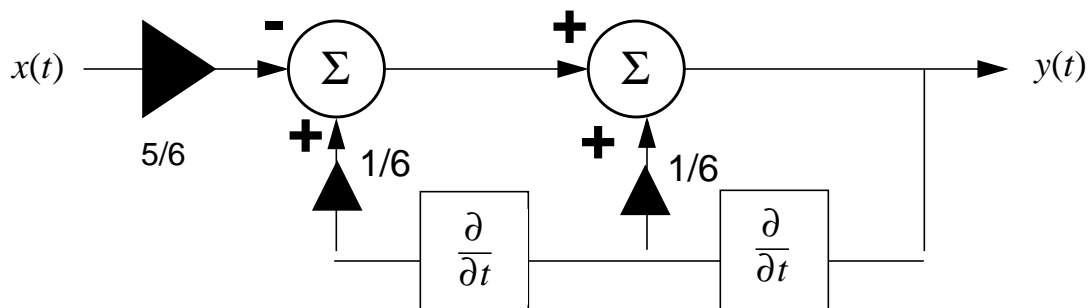 - + 
x(t) Σ Σ y(t)
+ +
5/6 1/6 1/6
∂ ∂
∂t ∂t